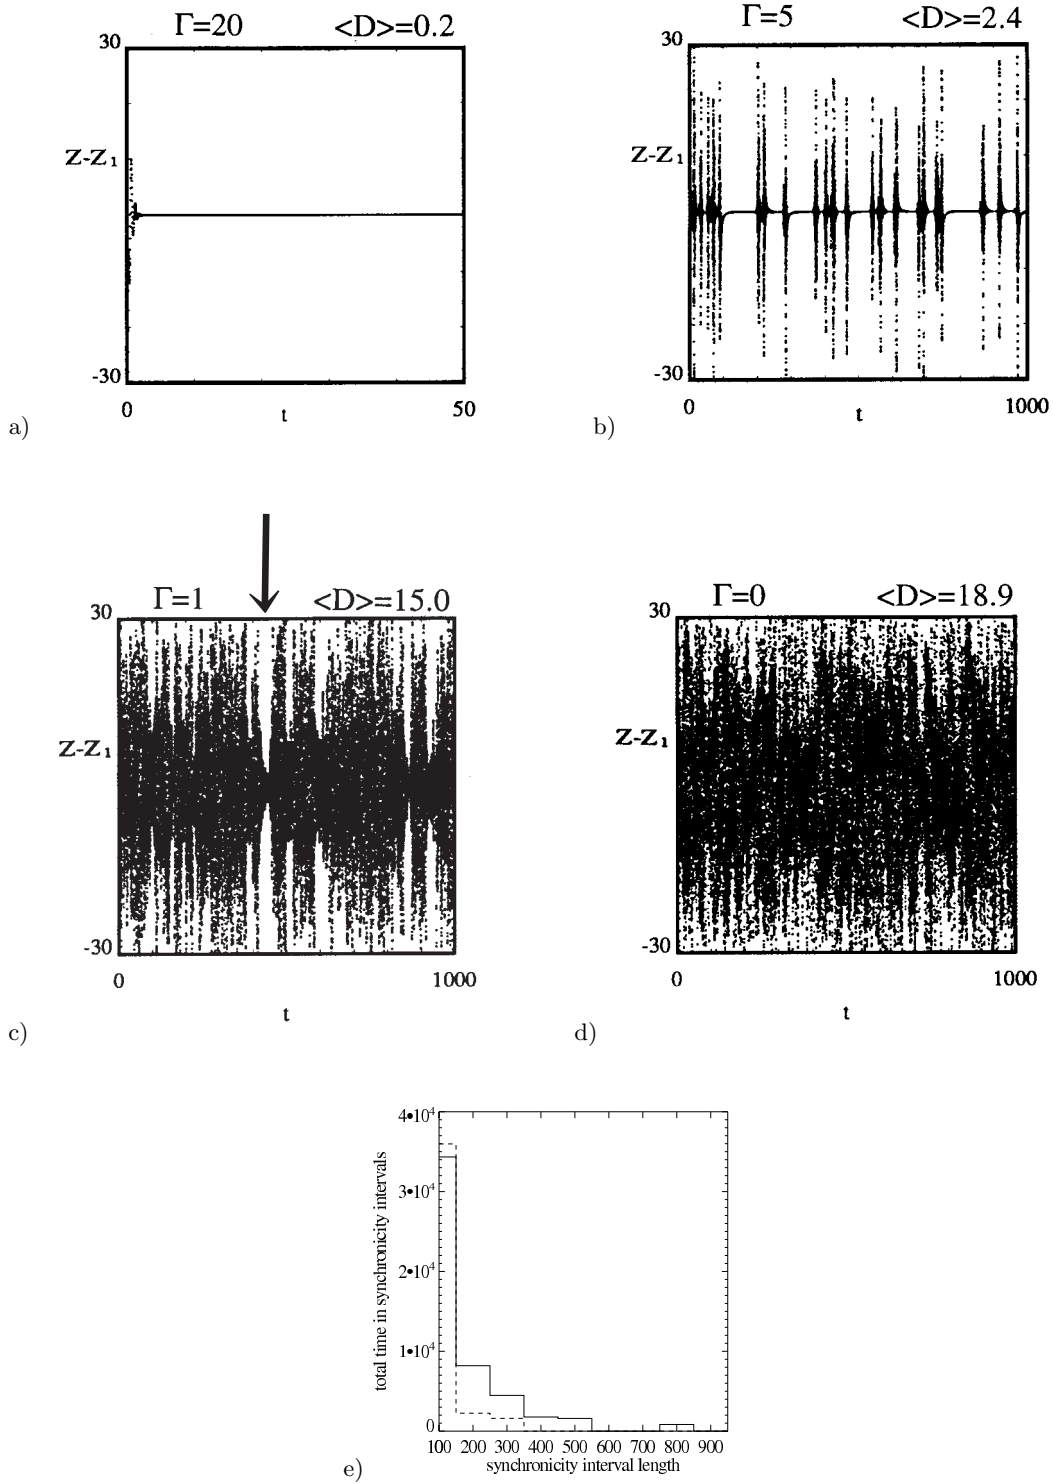 Γ=20 <D>=0.2
30
Z-Z1
-30
0 50
t
a)
Γ=5 <D>=2.4
30
Z-Z1
-30
0 1000
t
b)
Γ=1 <D>=15.0
30
Z-Z1
-30
0 1000
t
c)
Γ=0 <D>=18.9
30
Z-Z1
-30
0 1000
t
d)
4•10⁴
3•10⁴
2•10⁴
1•10⁴
0
total time in synchronicity intervals
100 200 300 400 500 600 700 800 900
synchronicity interval length
e)